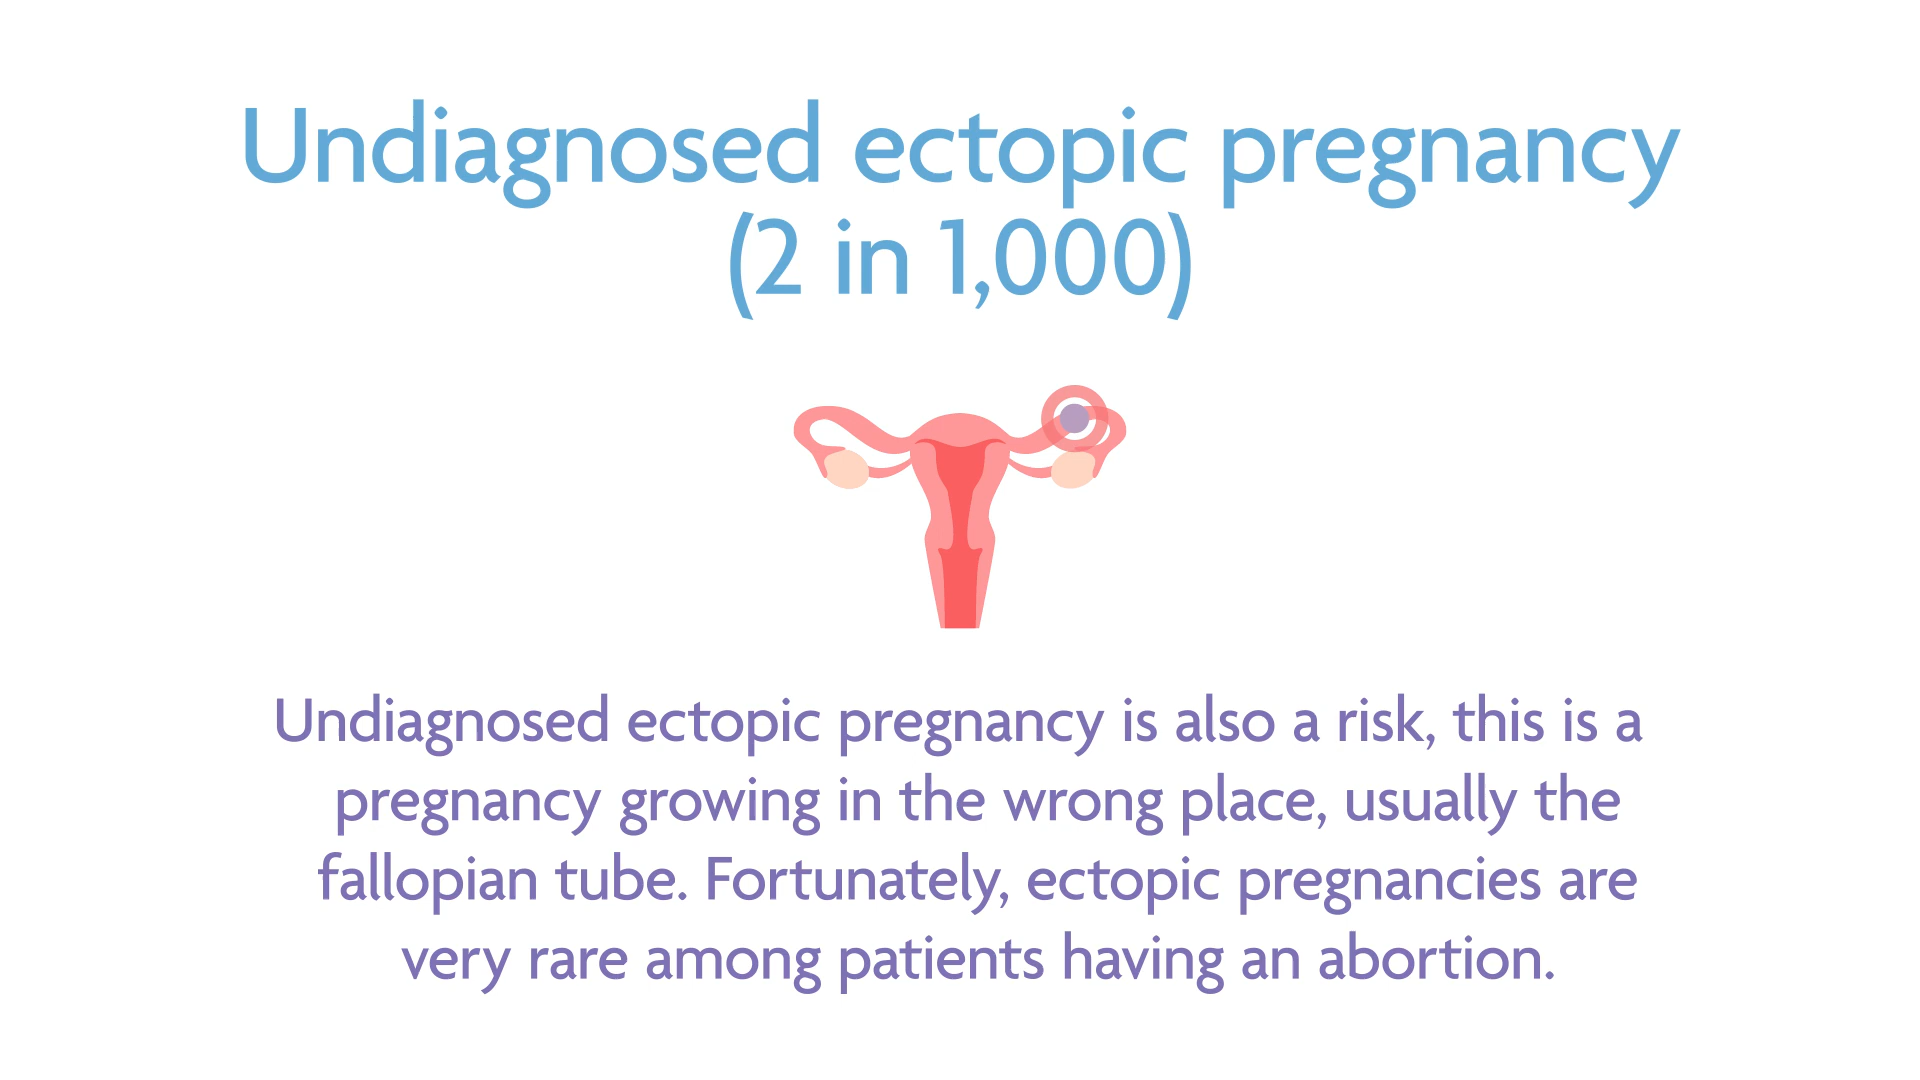 Undiagnosed ectopic pregnancy
(2 in 1,000)
Undiagnosed ectopic pregnancy is also a risk, this is a
pregnancy growing in the wrong place, usually the
fallopian tube. Fortunately, ectopic pregnancies are
very rare among patients having an abortion.